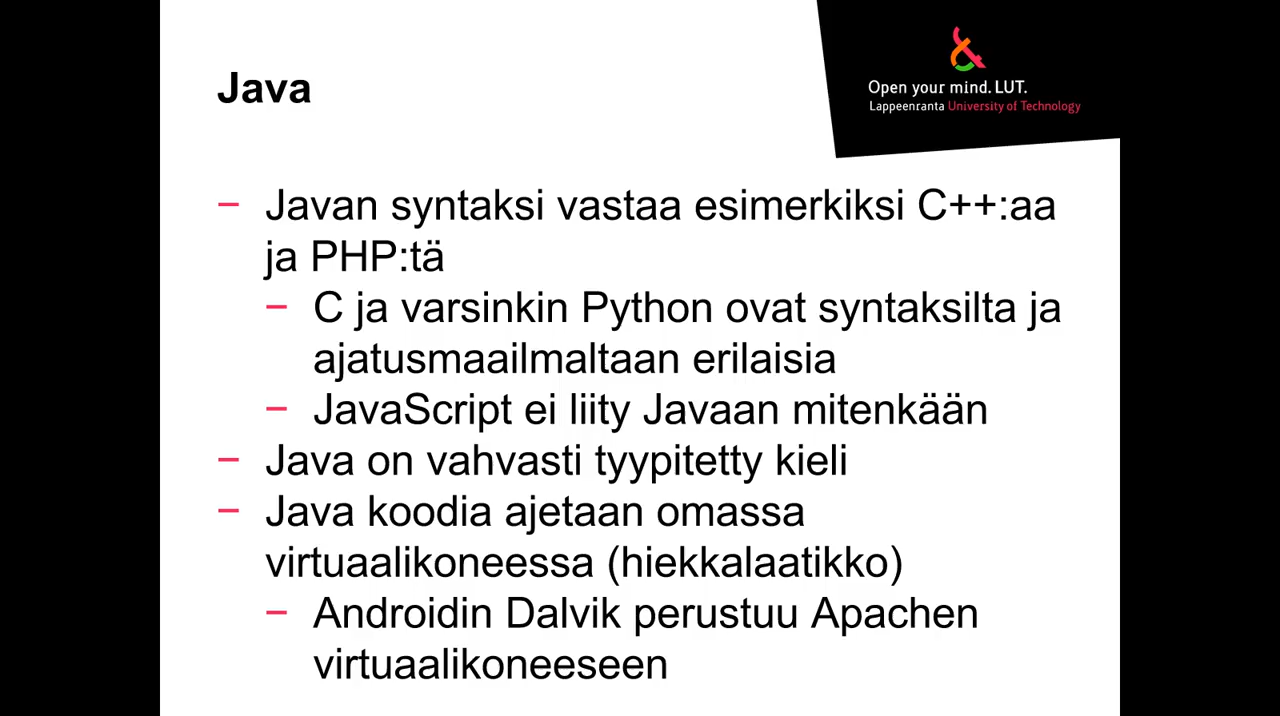 Java
Open your mind. LUT.
Lappeenranta University of Technology
− Javan syntaksi vastaa esimerkiksi C++:aa
ja PHP:tä
− C ja varsinkin Python ovat syntaksilta ja
ajatusmaailmaltaan erilaisia
− JavaScript ei liity Javaan mitenkään
− Java on vahvasti tyypitetty kieli
− Java koodia ajetaan omassa
virtuaalikoneessa (hiekkalaatikko)
− Androidin Dalvik perustuu Apachen
virtuaalikoneeseen